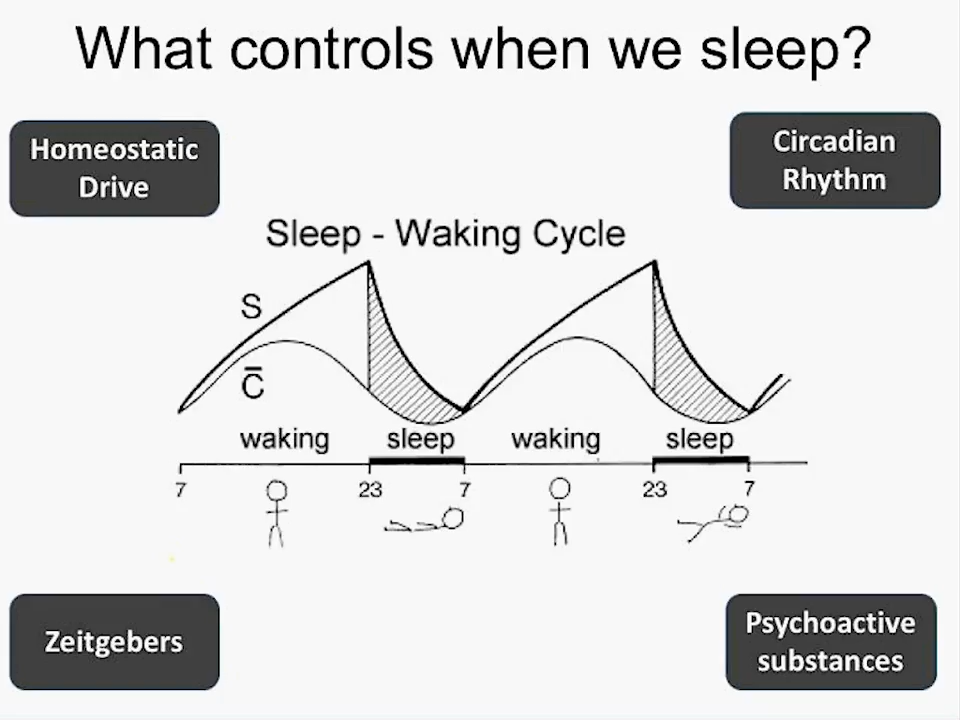 What controls when we sleep?
Homeostatic
Drive
Circadian
Rhythm
Sleep - Waking Cycle
S
C̅
waking
sleep
waking
sleep
7
23
7
23
7
Zeitgebers
Psychoactive
substances